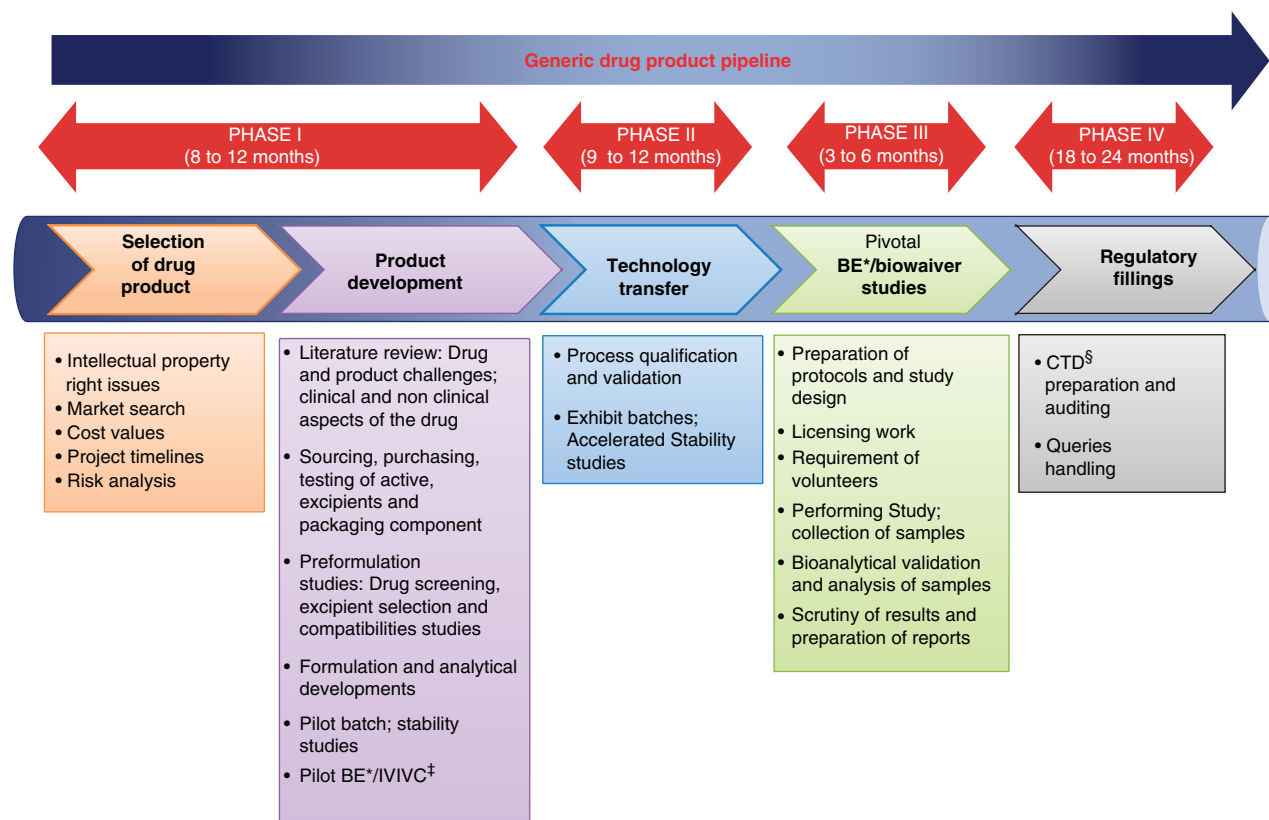 Generic drug product pipeline
PHASE I
(8 to 12 months)
PHASE II
(9 to 12 months)
PHASE III
(3 to 6 months)
PHASE IV
(18 to 24 months)
Selection
of drug
product
Product
development
Technology
transfer
Pivotal
BE*/biowaiver
studies
Regulatory
fillings
• Intellectual property
right issues
• Market search
• Cost values
• Project timelines
• Risk analysis
• Literature review: Drug
and product challenges;
clinical and non clinical
aspects of the drug
• Sourcing, purchasing,
testing of active,
excipients and
packaging component
• Preformulation
studies: Drug screening,
excipient selection and
compatibilities studies
• Formulation and analytical
developments
• Pilot batch; stability
studies
• Pilot BE*/IVIVC‡
• Process qualification
and validation
• Exhibit batches;
Accelerated Stability
studies
• Preparation of
protocols and study
design
• Licensing work
• Requirement of
volunteers
• Performing Study;
collection of samples
• Bioanalytical validation
and analysis of samples
• Scrutiny of results and
preparation of reports
• CTD§
preparation and
auditing
• Queries
handling